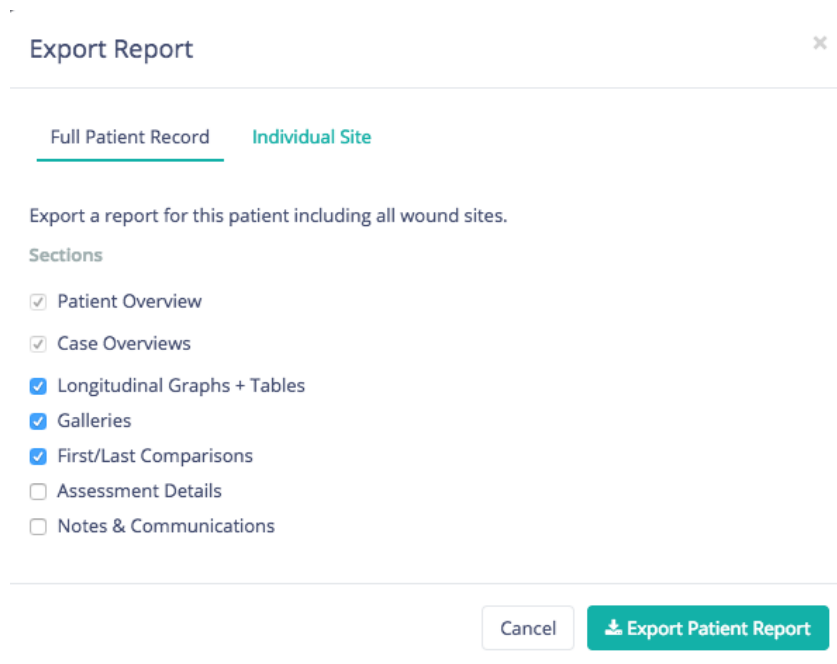 Export Report ×
Full Patient Record Individual Site
Export a report for this patient including all wound sites.
Sections
Patient Overview
Case Overviews
Longitudinal Graphs + Tables
Galleries
First/Last Comparisons
Assessment Details
Notes & Communications
Cancel Export Patient Report